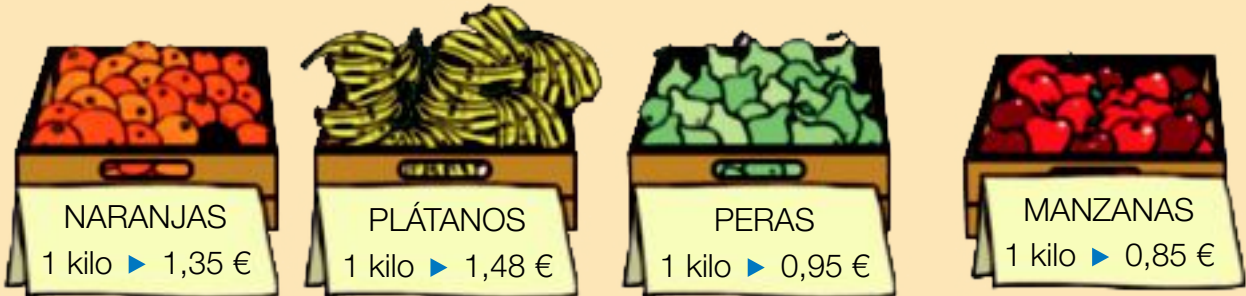 NARANJAS
1 kilo ► 1,35 €
PLÁTANOS
1 kilo ► 1,48 €
PERAS
1 kilo ► 0,95 €
MANZANAS
1 kilo ► 0,85 €